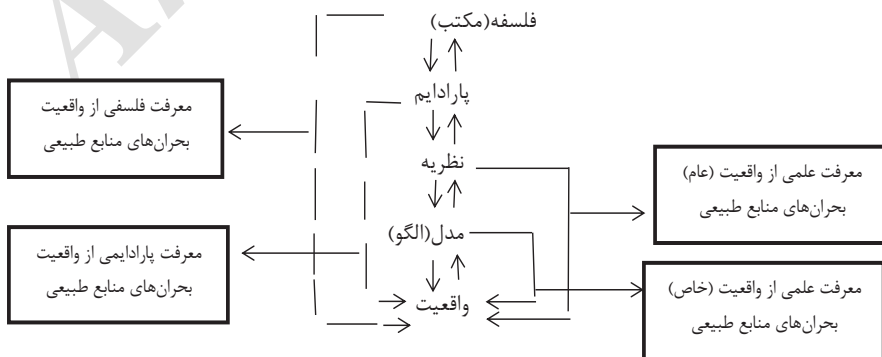 فلسفه(مکتب)
پارادایم
نظریه
مدل(الگو)
واقعیت
معرفت فلسفی از واقعیت
بحران‌های منابع طبیعی
معرفت پارادایمی از واقعیت
بحران‌های منابع طبیعی
معرفت علمی از واقعیت (عام)
بحران‌های منابع طبیعی
معرفت علمی از واقعیت (خاص)
بحران‌های منابع طبیعی